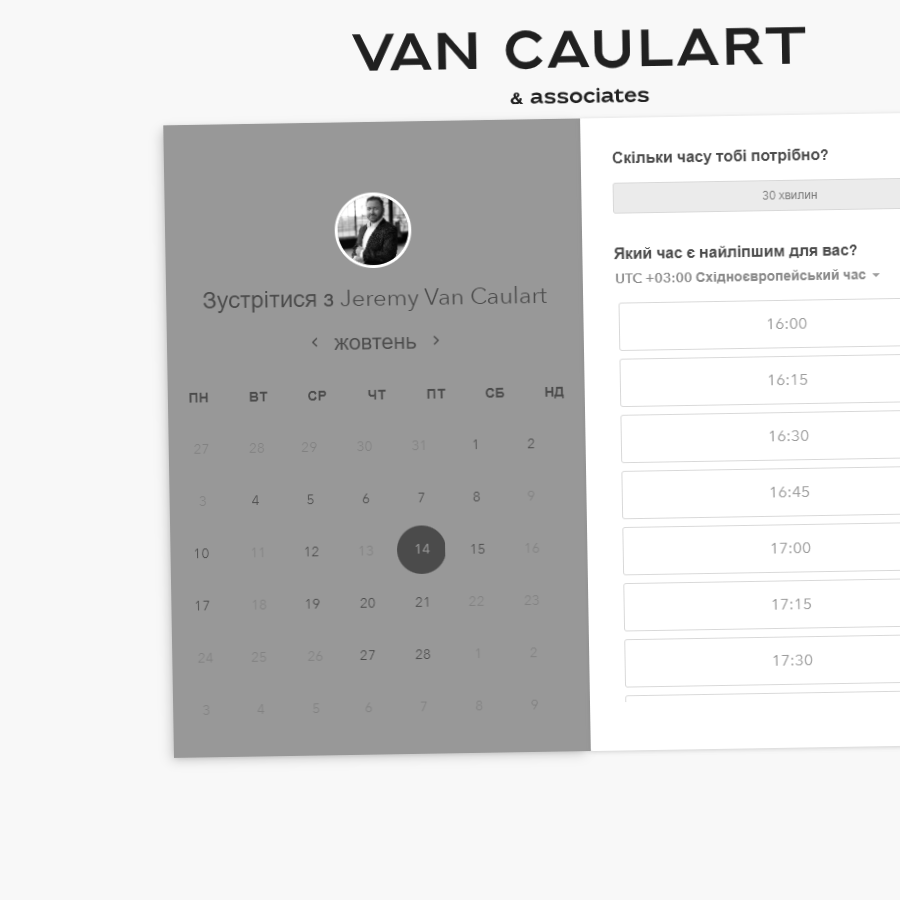 VAN CAULART
& associates
Зустрітися з Jeremy Van Caulart
жовтень
ПН ВТ СР ЧТ ПТ СБ НД
27 28 29 30 31 1 2
3 4 5 6 7 8 9
10 11 12 13 14 15 16
17 18 19 20 21 22 23
24 25 26 27 28 1 2
3 4 5 6 7 8 9
Скільки часу тобі потрібно?
30 хвилин
Який час є найліпшим для вас?
UTC +03:00 Східноєвропейський час
16:00
16:15
16:30
16:45
17:00
17:15
17:30